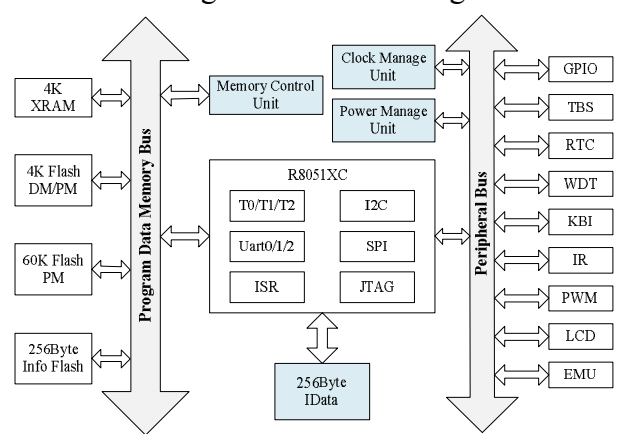 4K
XRAM
4K Flash
DM/PM
60K Flash
PM
256Byte
Info Flash
Program Data Memory Bus
Memory Control
Unit
Clock Manage
Unit
Power Manage
Unit
R8051XC
T0/T1/T2
I2C
Uart0/1/2
SPI
ISR
JTAG
256Byte
IData
Peripheral Bus
GPIO
TBS
RTC
WDT
KBI
IR
PWM
LCD
EMU